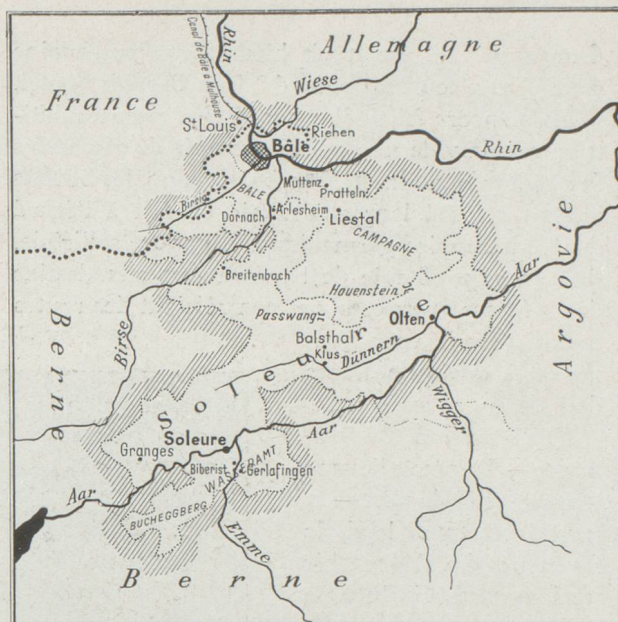 Canal de Bâle à Mulhouse
Rhin
Allemagne
Wiese
France
St Louis
Riehen
Bâle
Rhin
Muttenz
BALE
Pratteln
Birsig
Arlesheim
Dornach
Liestal
CAMPAGNE
Argovie
Breitenbach
Aar
Hauenstein
Passwang
Olten
Berne
Birse
Balsthal
Klus
Dünnern
Soleure
Wigger
Soleure
Aar
Granges
Biberist
WASSERAMT
Gerlafingen
Aar
BUCHEGGBERG
Emme
Berne